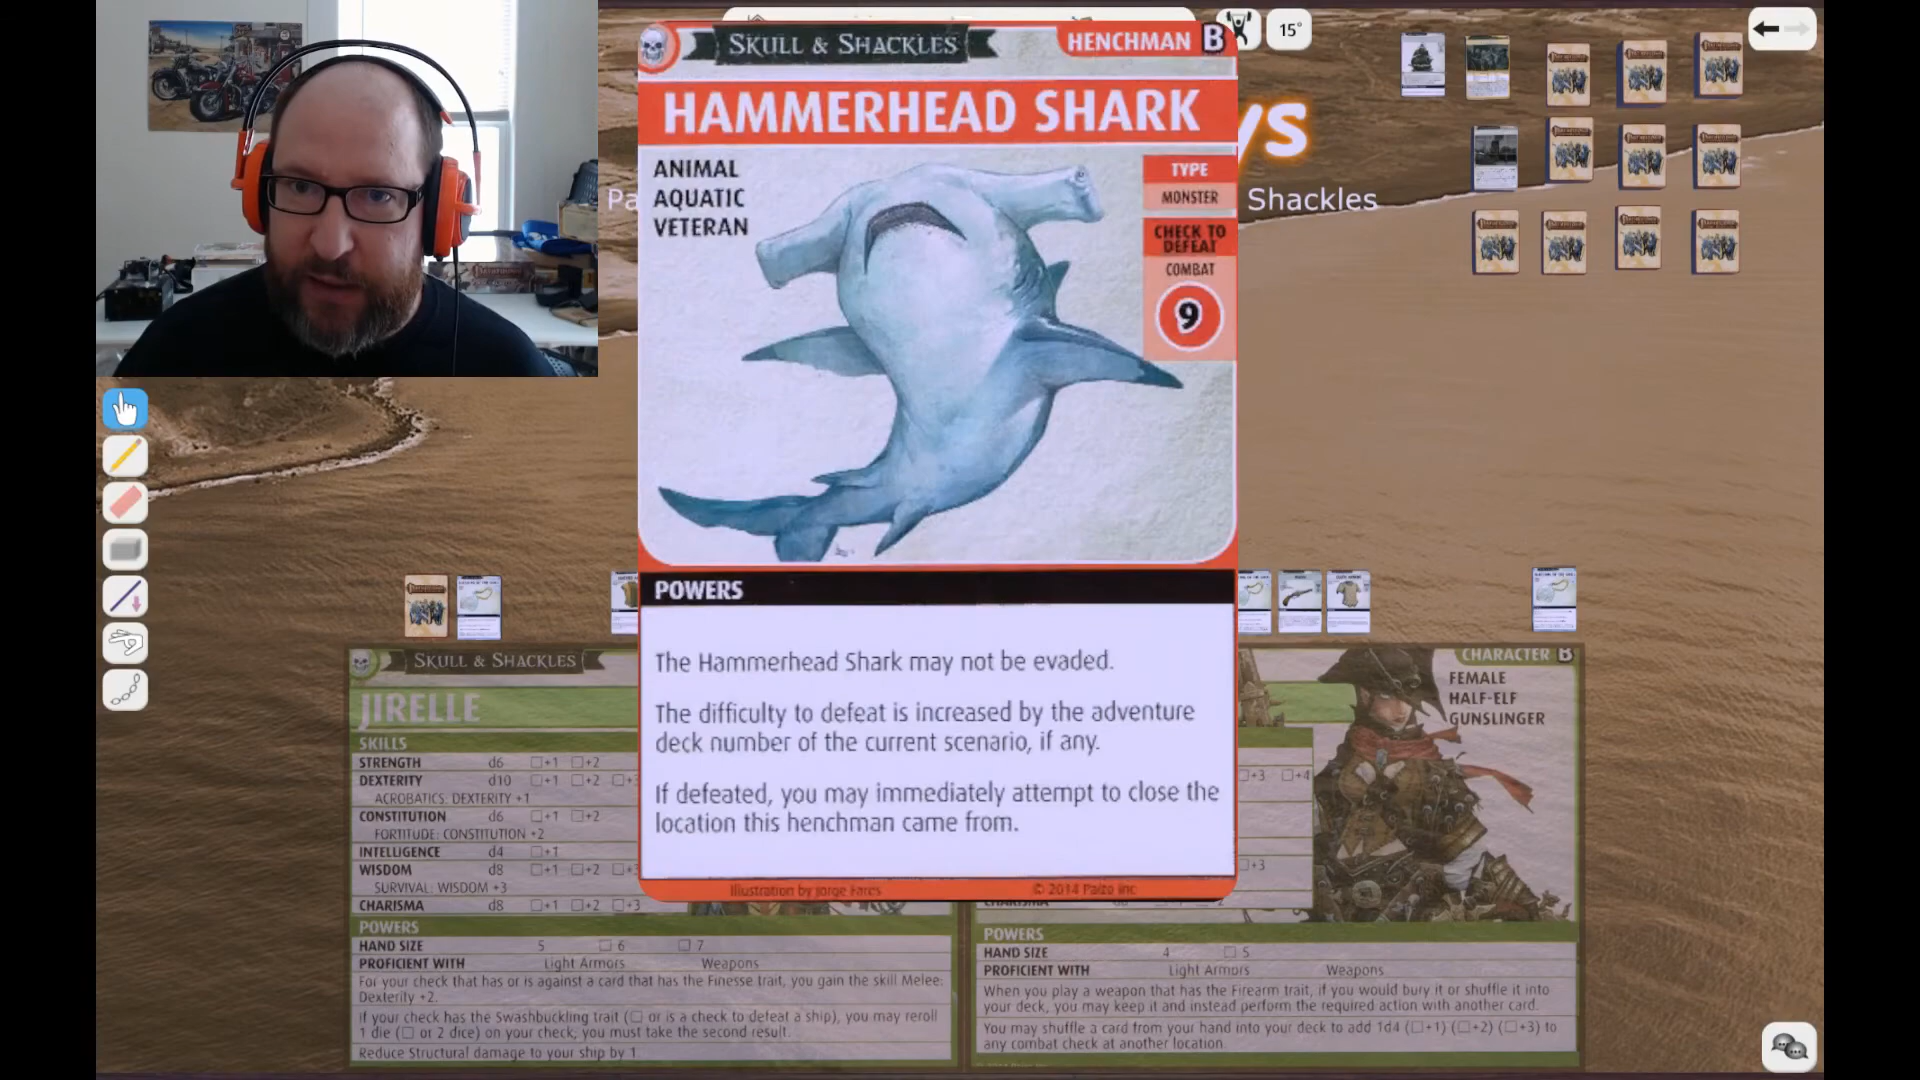 SKULL & SHACKLES
HENCHMAN B
15°
HAMMERHEAD SHARK
ys
Pa
Shackles
ANIMAL
AQUATIC
VETERAN
TYPE
MONSTER
CHECK TO
DEFEAT
COMBAT
9
POWERS
The Hammerhead Shark may not be evaded.
The difficulty to defeat is increased by the adventure
deck number of the current scenario, if any.
If defeated, you may immediately attempt to close the
location this henchman came from.
Illustration by Jorge Fares
© 2014 Paizo Inc
SKULL & SHACKLES
JIRELLE
SKILLS
STRENGTH d6 ☐+1 ☐+2
DEXTERITY d10 ☐+1 ☐+2 ☐+3
ACROBATICS: DEXTERITY +1
CONSTITUTION d6 ☐+1 ☐+2
FORTITUDE: CONSTITUTION +2
INTELLIGENCE d4 ☐+1
WISDOM d8 ☐+1 ☐+2 ☐+3
SURVIVAL: WISDOM +3
CHARISMA d8 ☐+1 ☐+2 ☐+3
POWERS
HAND SIZE 5 ☐ 6 ☐ 7
PROFICIENT WITH Light Armors Weapons
For your check that has or is against a card that has the Finesse trait, you gain the skill Melee:
Dexterity +2.
If your check has the Swashbuckling trait (☐ or is a check to defeat a ship), you may reroll
1 die (☐ or 2 dice) on your check; you must take the second result.
Reduce Structural damage to your ship by 1.
CHARACTER B
FEMALE
HALF-ELF
GUNSLINGER
☐+3 ☐+4
☐+3
CHARISMA
POWERS
HAND SIZE 4 ☐ 5
PROFICIENT WITH Light Armors Weapons
When you play a weapon that has the Firearm trait, if you would bury it or shuffle it into
your deck, you may keep it and instead perform the required action with another card.
You may shuffle a card from your hand into your deck to add 1d4 (☐+1) (☐+2) (☐+3) to
any combat check at another location.